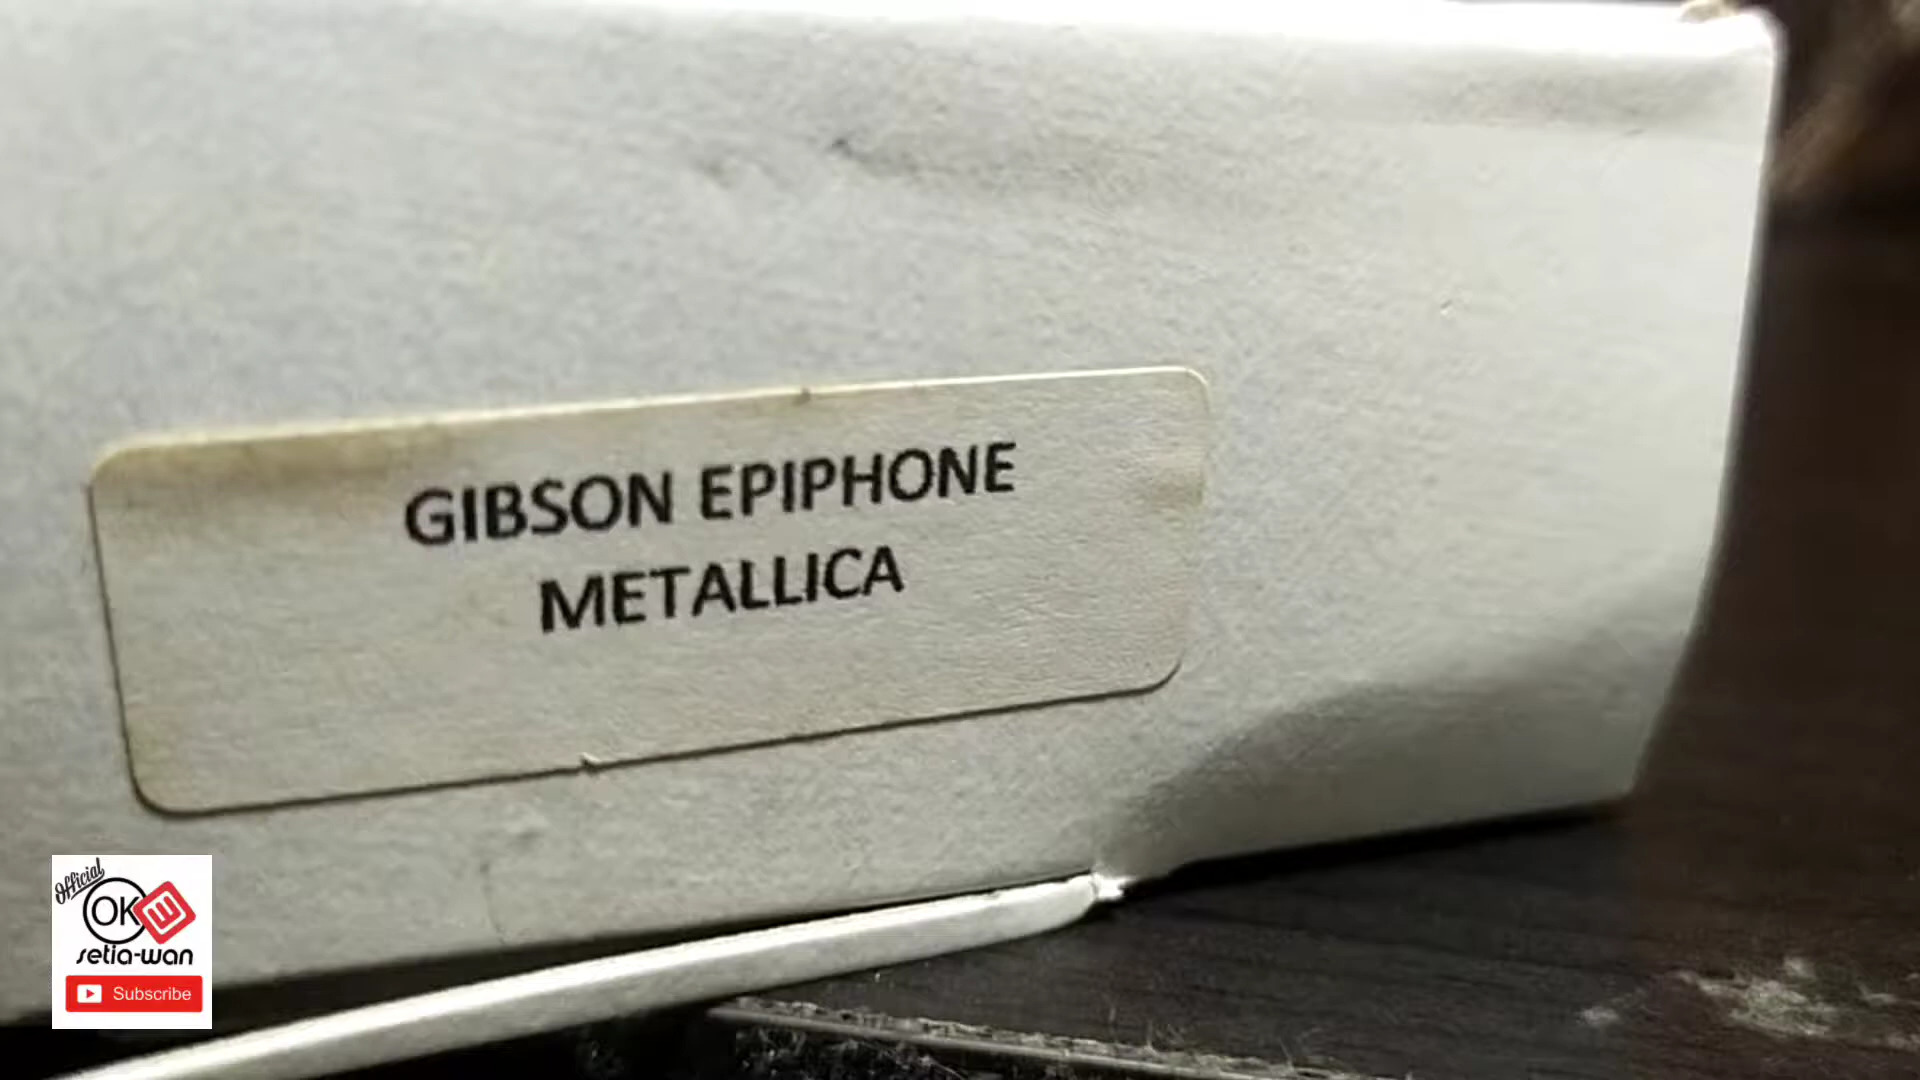 GIBSON EPIPHONE
METALLICA
Official
OK
setia-wan
Subscribe